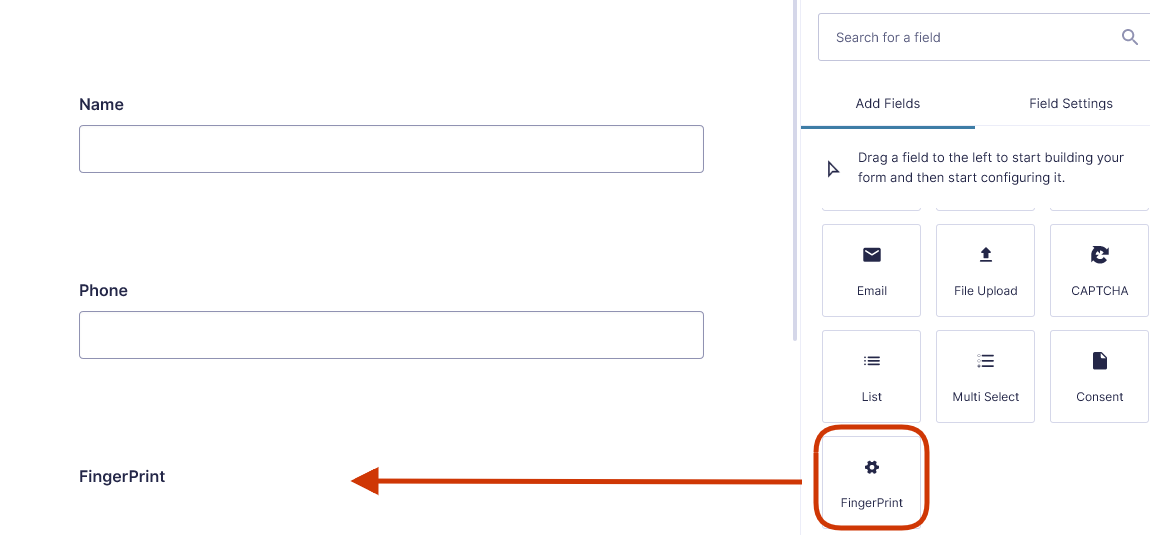 Name
Phone
FingerPrint
Search for a field
Add Fields
Field Settings
Drag a field to the left to start building your
form and then start configuring it.
Email
File Upload
CAPTCHA
List
Multi Select
Consent
FingerPrint